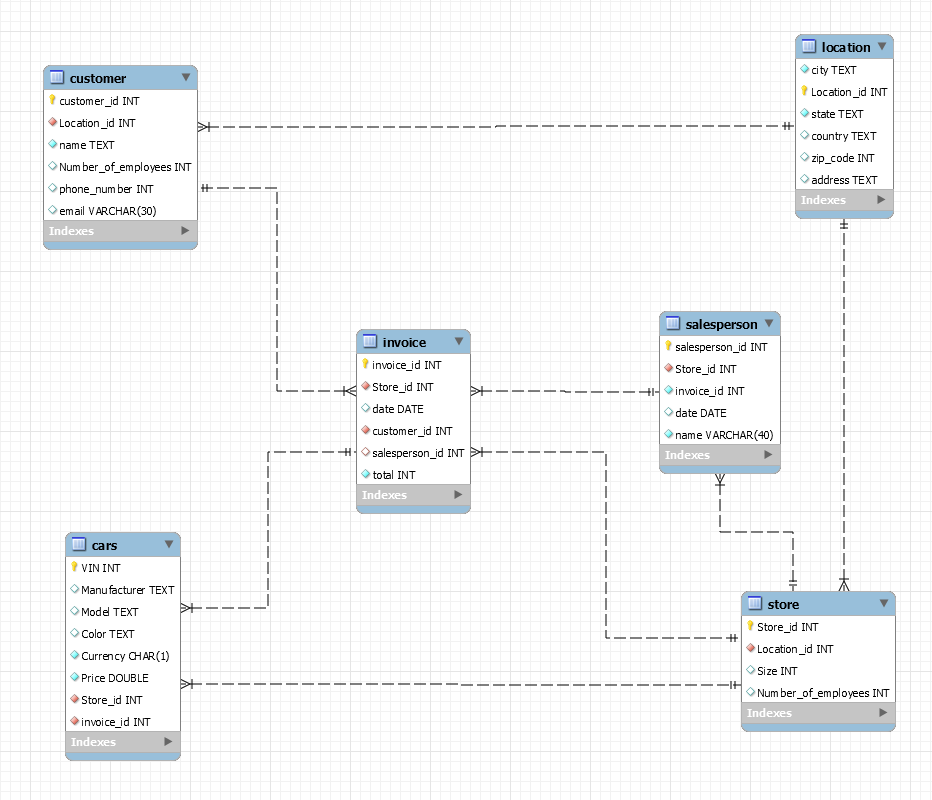 customer
customer_id INT
Location_id INT
name TEXT
Number_of_employees INT
phone_number INT
email VARCHAR(30)
Indexes
location
city TEXT
Location_id INT
state TEXT
country TEXT
zip_code INT
address TEXT
Indexes
invoice
invoice_id INT
Store_id INT
date DATE
customer_id INT
salesperson_id INT
total INT
Indexes
salesperson
salesperson_id INT
Store_id INT
invoice_id INT
date DATE
name VARCHAR(40)
Indexes
cars
VIN INT
Manufacturer TEXT
Model TEXT
Color TEXT
Currency CHAR(1)
Price DOUBLE
Store_id INT
invoice_id INT
Indexes
store
Store_id INT
Location_id INT
Size INT
Number_of_employees INT
Indexes